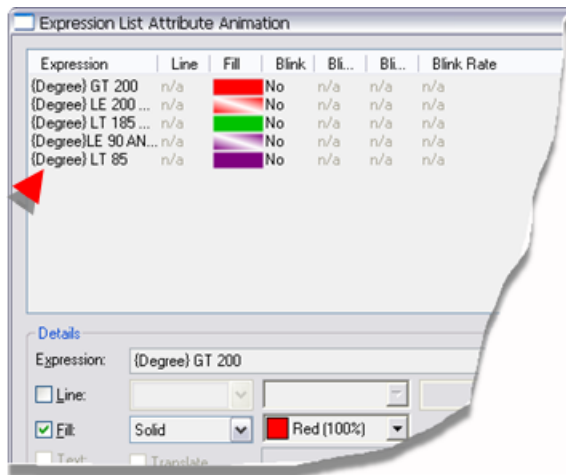 Expression List Attribute Animation
Expression Line Fill Blink Bli... Bli... Blink Rate
{Degree} GT 200 n/a No n/a n/a n/a
{Degree} LE 200 ... n/a No n/a n/a n/a
{Degree} LT 185 ... n/a No n/a n/a n/a
{Degree}LE 90 AN... n/a No n/a n/a n/a
{Degree} LT 85 n/a No n/a n/a n/a
Details
Expression: {Degree} GT 200
Line:
Fill: Solid Red (100%)
Text: Translate